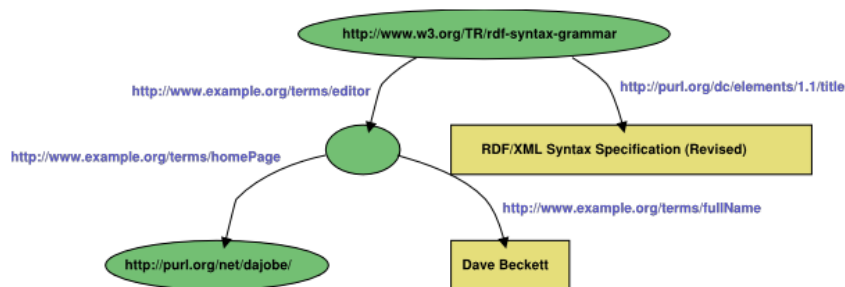 http://www.w3.org/TR/rdf-syntax-grammar
http://www.example.org/terms/editor
http://purl.org/dc/elements/1.1/title
http://www.example.org/terms/homePage
RDF/XML Syntax Specification (Revised)
http://www.example.org/terms/fullName
http://purl.org/net/dajobe/
Dave Beckett